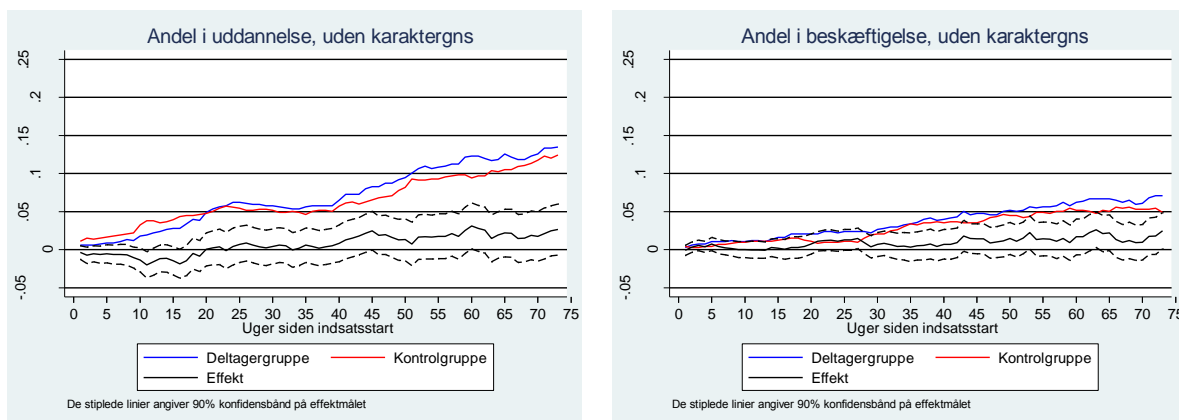 Andel i uddannelse, uden karaktergns
.25
.2
.15
.1
.05
0
-.05
0 5 10 15 20 25 30 35 40 45 50 55 60 65 70 75
Uger siden indsatsstart
Deltagergruppe Kontrolgruppe
Effekt
De stiplede linier angiver 90% konfidensbånd på effektmålet
Andel i beskæftigelse, uden karaktergns
.25
.2
.15
.1
.05
0
-.05
0 5 10 15 20 25 30 35 40 45 50 55 60 65 70 75
Uger siden indsatsstart
Deltagergruppe Kontrolgruppe
Effekt
De stiplede linier angiver 90% konfidensbånd på effektmålet